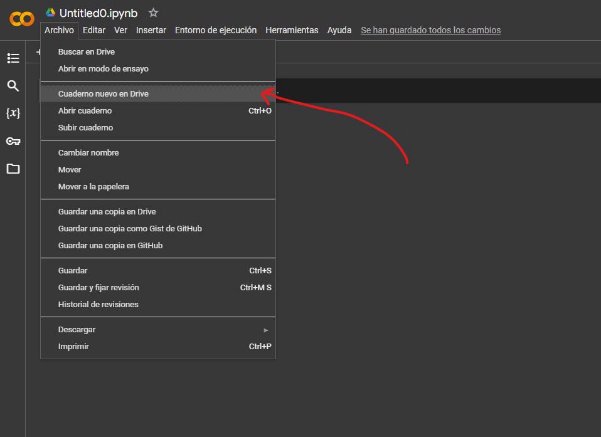 Untitled0.ipynb
Archivo Editar Ver Insertar Entorno de ejecución Herramientas Ayuda Se han guardado todos los cambios
Buscar en Drive
Abrir en modo de ensayo
Cuaderno nuevo en Drive
Abrir cuaderno Ctrl+O
Subir cuaderno
Cambiar nombre
Mover
Mover a la papelera
Guardar una copia en Drive
Guardar una copia como Gist de GitHub
Guardar una copia en GitHub
Guardar Ctrl+S
Guardar y fijar revisión Ctrl+M S
Historial de revisiones
Descargar
Imprimir Ctrl+P
{x}